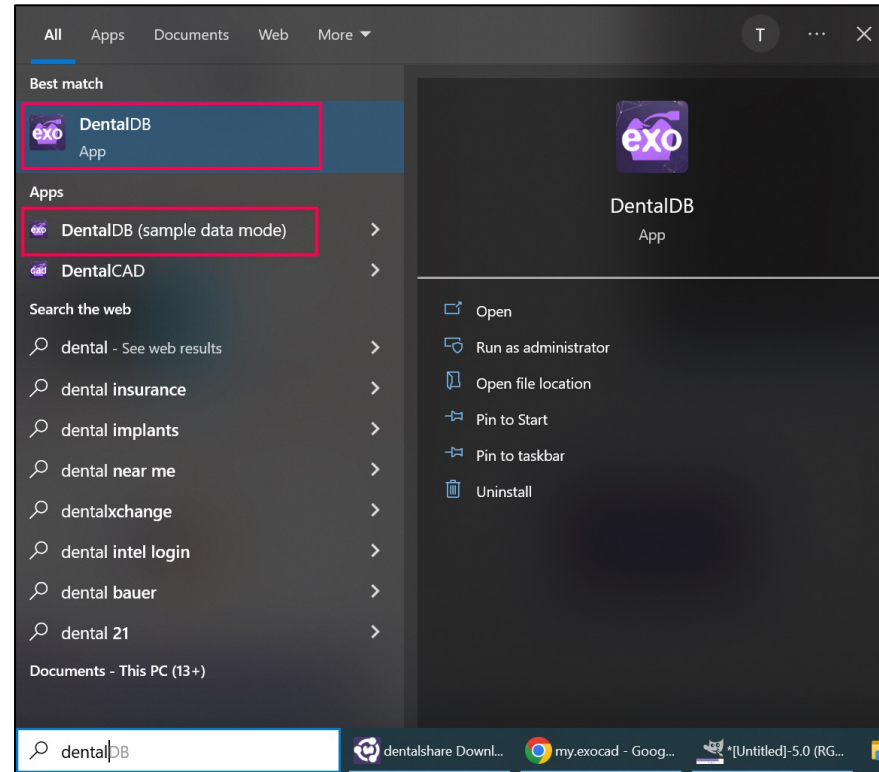 All Apps Documents Web More T ...
Best match
exo DentalDB
App
Apps
exo DentalDB (sample data mode)
cad DentalCAD
Search the web
dental - See web results
dental insurance
dental implants
dental near me
dentalxchange
dental intel login
dental bauer
dental 21
Documents - This PC (13+)
exo
DentalDB
App
Open
Run as administrator
Open file location
Pin to Start
Pin to taskbar
Uninstall
dentalDB
dentalshare Downl...
my.exocad - Goog...
*[Untitled]-5.0 (RG...